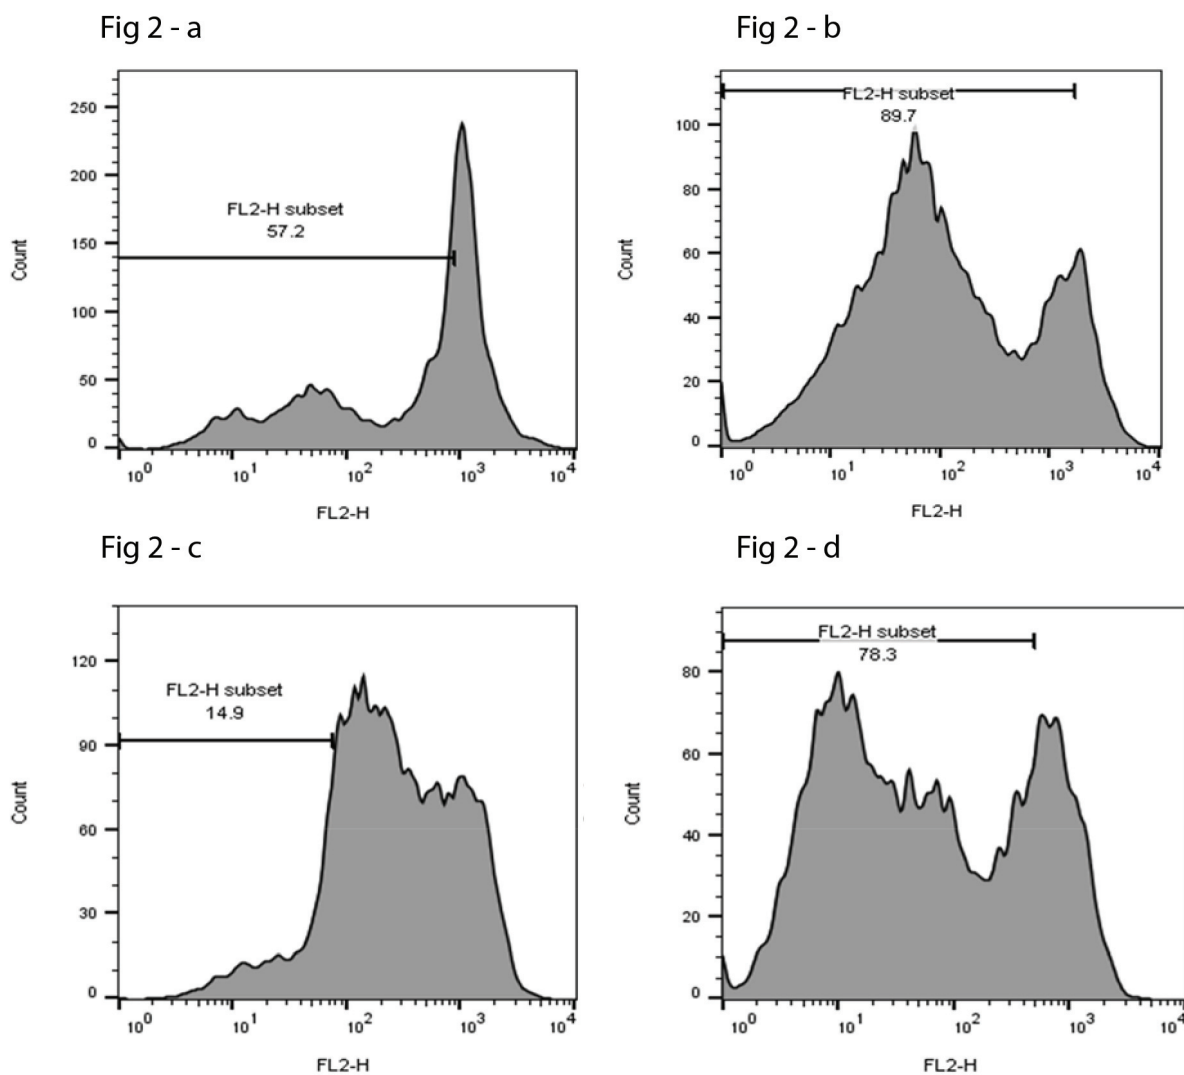 Fig 2 - a
250
200
150
100
50
0
Count
FL2-H subset
57.2
10^0 10^1 10^2 10^3 10^4
FL2-H
Fig 2 - b
100
80
60
40
20
0
Count
FL2-H subset
89.7
10^0 10^1 10^2 10^3 10^4
FL2-H
Fig 2 - c
120
90
60
30
0
Count
FL2-H subset
14.9
10^0 10^1 10^2 10^3 10^4
FL2-H
Fig 2 - d
80
60
40
20
0
Count
FL2-H subset
78.3
10^0 10^1 10^2 10^3 10^4
FL2-H